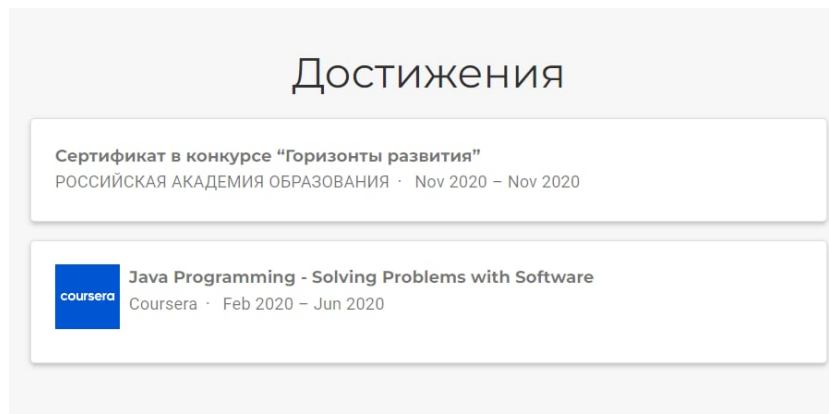 Достижения
Сертификат в конкурсе “Горизонты развития”
РОССИЙСКАЯ АКАДЕМИЯ ОБРАЗОВАНИЯ · Nov 2020 – Nov 2020
coursera
Java Programming - Solving Problems with Software
Coursera · Feb 2020 – Jun 2020